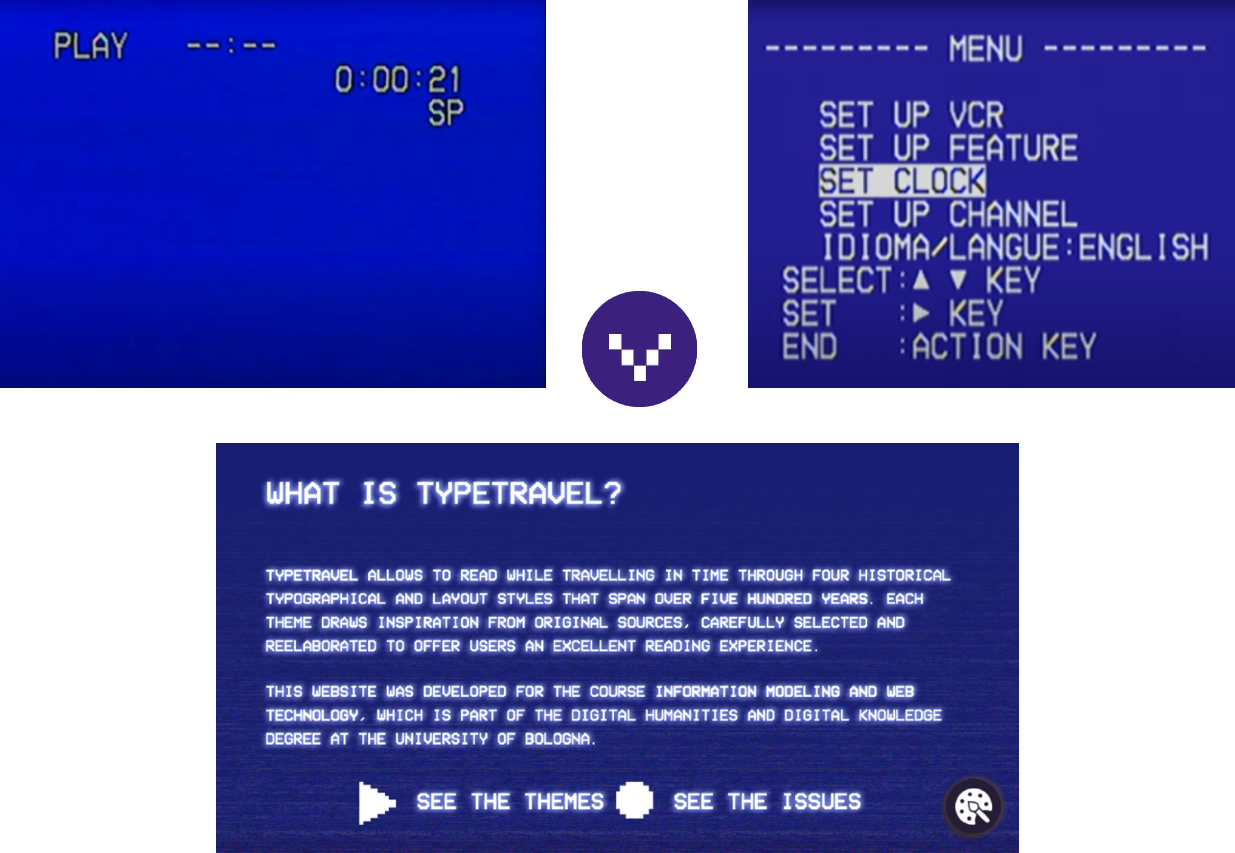 PLAY --:--
0:00:21
SP
--------- MENU ---------
SET UP VCR
SET UP FEATURE
SET CLOCK
SET UP CHANNEL
IDIOMA/LANGUE:ENGLISH
SELECT:▲ ▼ KEY
SET :► KEY
END :ACTION KEY
WHAT IS TYPETRAVEL?
TYPETRAVEL ALLOWS TO READ WHILE TRAVELLING IN TIME THROUGH FOUR HISTORICAL
TYPOGRAPHICAL AND LAYOUT STYLES THAT SPAN OVER FIVE HUNDRED YEARS. EACH
THEME DRAWS INSPIRATION FROM ORIGINAL SOURCES, CAREFULLY SELECTED AND
REELABORATED TO OFFER USERS AN EXCELLENT READING EXPERIENCE.
THIS WEBSITE WAS DEVELOPED FOR THE COURSE INFORMATION MODELING AND WEB
TECHNOLOGY, WHICH IS PART OF THE DIGITAL HUMANITIES AND DIGITAL KNOWLEDGE
DEGREE AT THE UNIVERSITY OF BOLOGNA.
SEE THE THEMES SEE THE ISSUES